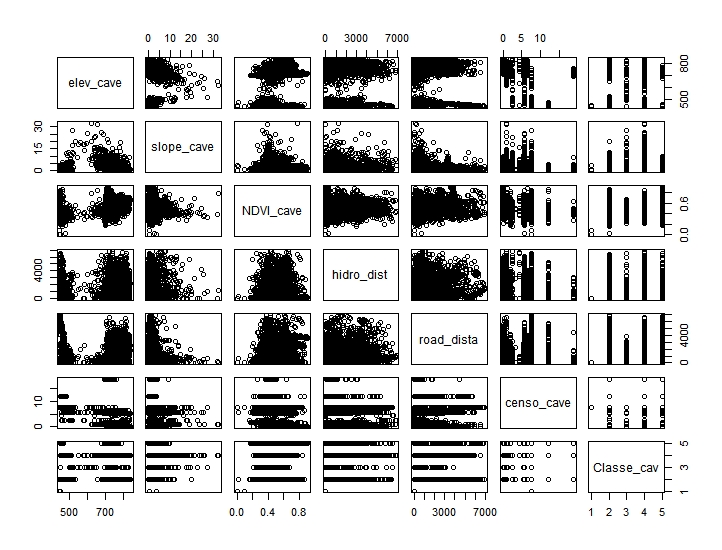 0 10 20 30 0 3000 7000 0 5 10
elev_cave 500 800
0 15 30 slope_cave
NDVI_cave 0.0 0.6
0 4000 hidro_dist
road_dista 0 4000
0 10 censo_cave
Classe_cav 1 3 5
500 700 0.0 0.4 0.8 0 3000 7000 1 2 3 4 5